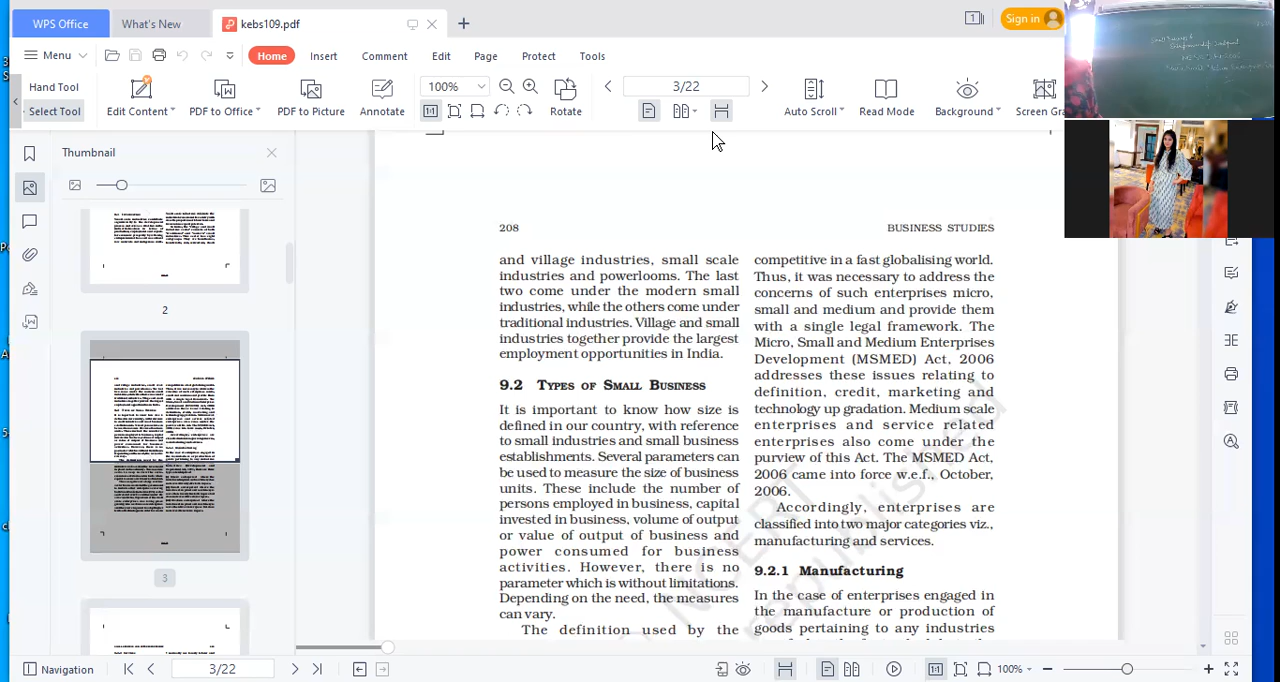 WPS Office
What's New
kebs109.pdf
1
Sign in
Menu
Home
Insert
Comment
Edit
Page
Protect
Tools
Hand Tool
Select Tool
Edit Content
PDF to Office
PDF to Picture
Annotate
100%
Rotate
3/22
Auto Scroll
Read Mode
Background
Screen Gra
Thumbnail
2
3
208
BUSINESS STUDIES
and village industries, small scale
industries and powerlooms. The last
two come under the modern small
industries, while the others come under
traditional industries. Village and small
industries together provide the largest
employment opportunities in India.
9.2 TYPES OF SMALL BUSINESS
It is important to know how size is
defined in our country, with reference
to small industries and small business
establishments. Several parameters can
be used to measure the size of business
units. These include the number of
persons employed in business, capital
invested in business, volume of output
or value of output of business and
power consumed for business
activities. However, there is no
parameter which is without limitations.
Depending on the need, the measures
can vary.
The definition used by the
competitive in a fast globalising world.
Thus, it was necessary to address the
concerns of such enterprises micro,
small and medium and provide them
with a single legal framework. The
Micro, Small and Medium Enterprises
Development (MSMED) Act, 2006
addresses these issues relating to
definition, credit, marketing and
technology up gradation. Medium scale
enterprises and service related
enterprises also come under the
purview of this Act. The MSMED Act,
2006 came into force w.e.f., October,
2006.
Accordingly, enterprises are
classified into two major categories viz.,
manufacturing and services.
9.2.1 Manufacturing
In the case of enterprises engaged in
the manufacture or production of
goods pertaining to any industries
republished
Navigation
3/22
100%